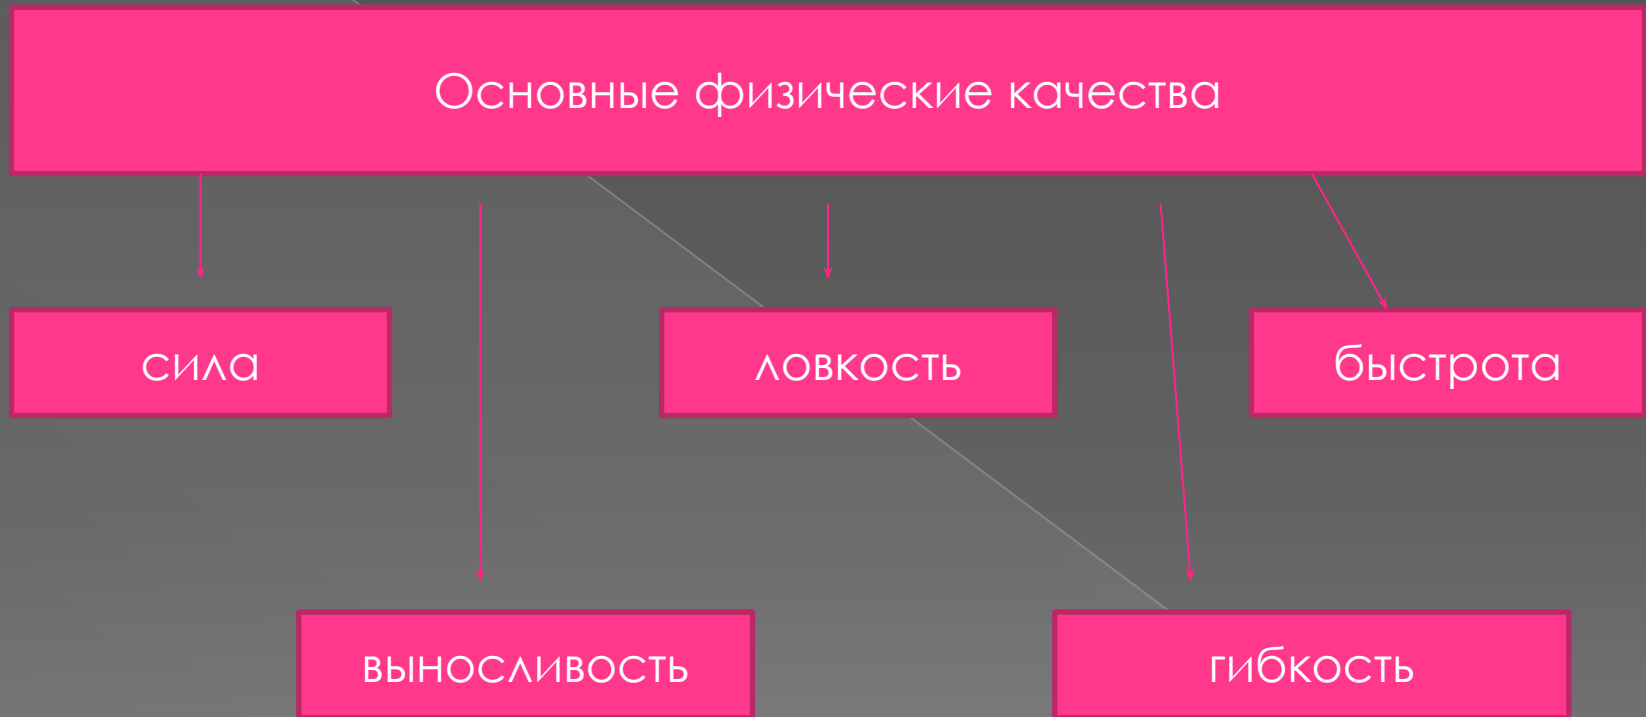 Основные физические качества
сила
ловкость
быстрота
выносливость
гибкость